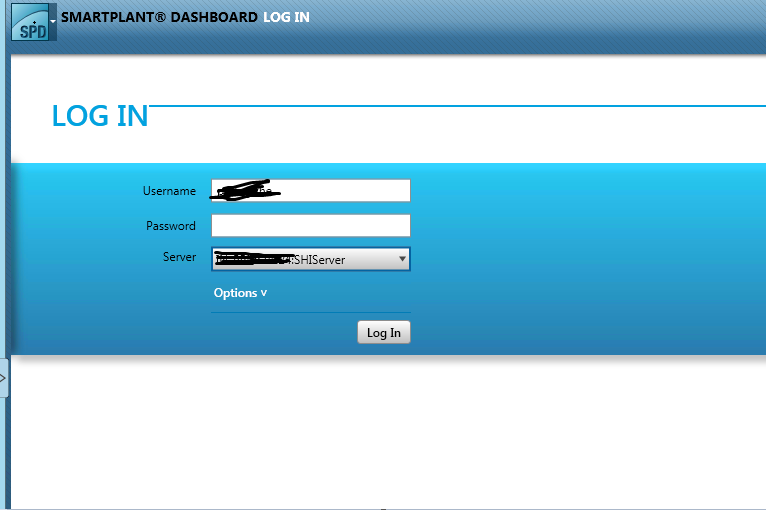 SPD
SMARTPLANT® DASHBOARD LOG IN
LOG IN
Username
Password
Server
SHIServer
Options v
Log In